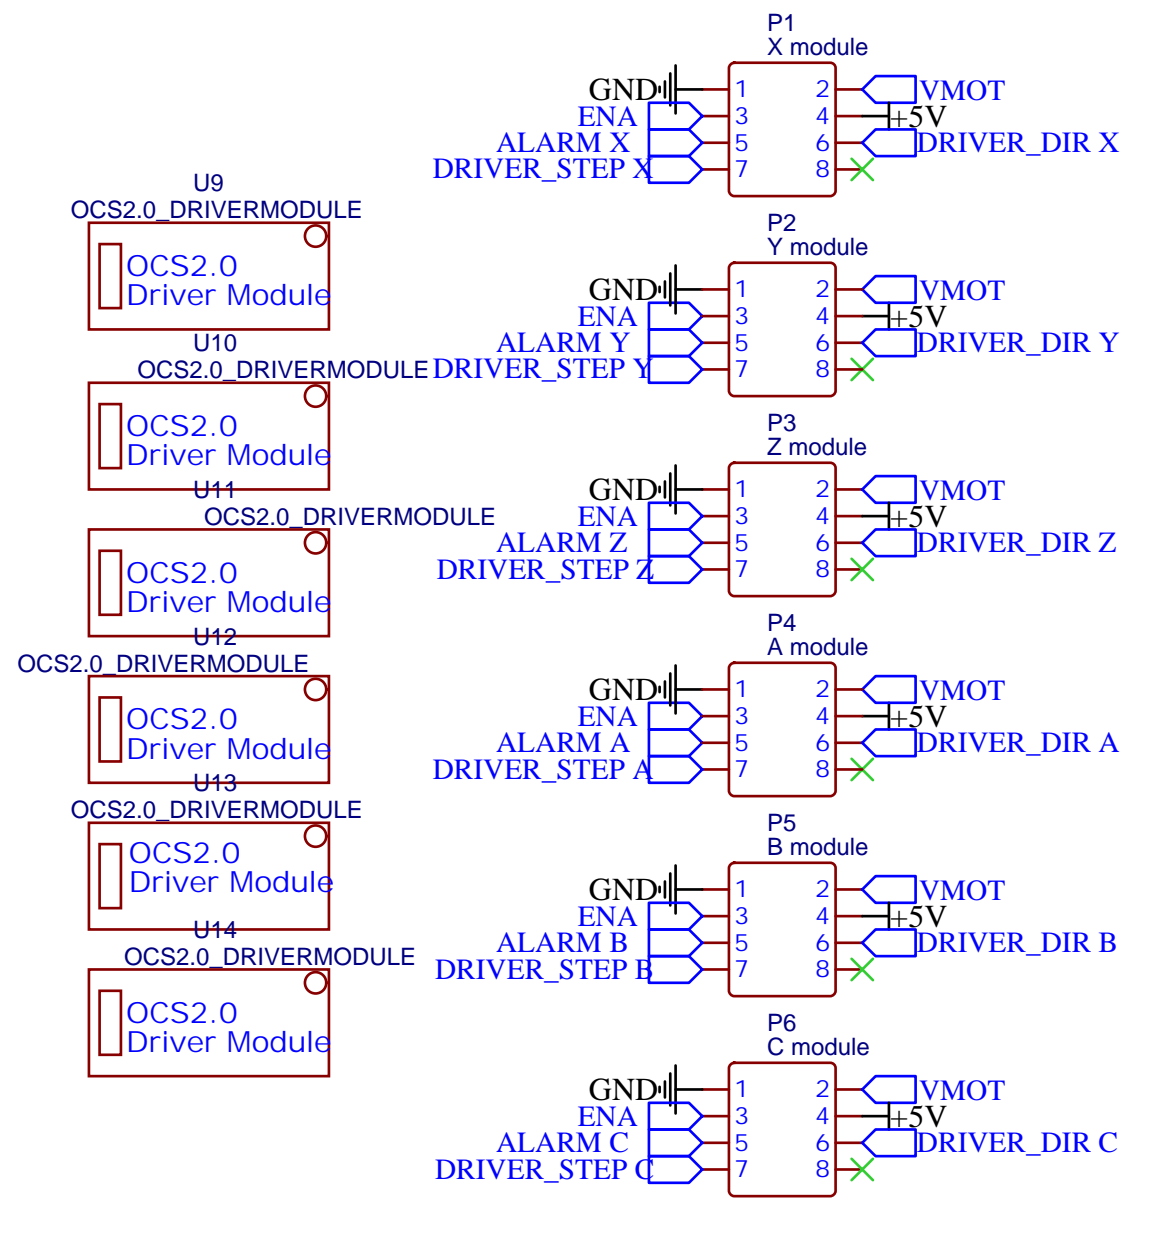 U9
OCS2.0_DRIVERMODULE
OCS2.0
Driver Module
U10
OCS2.0_DRIVERMODULE
OCS2.0
Driver Module
U11
OCS2.0_DRIVERMODULE
OCS2.0
Driver Module
U12
OCS2.0_DRIVERMODULE
OCS2.0
Driver Module
U13
OCS2.0_DRIVERMODULE
OCS2.0
Driver Module
U14
OCS2.0_DRIVERMODULE
OCS2.0
Driver Module
P1
X module
GND 1 2 VMOT
ENA 3 4 +5V
ALARM X 5 6 DRIVER_DIR X
DRIVER_STEP X 7 8
P2
Y module
GND 1 2 VMOT
ENA 3 4 +5V
ALARM Y 5 6 DRIVER_DIR Y
DRIVER_STEP Y 7 8
P3
Z module
GND 1 2 VMOT
ENA 3 4 +5V
ALARM Z 5 6 DRIVER_DIR Z
DRIVER_STEP Z 7 8
P4
A module
GND 1 2 VMOT
ENA 3 4 +5V
ALARM A 5 6 DRIVER_DIR A
DRIVER_STEP A 7 8
P5
B module
GND 1 2 VMOT
ENA 3 4 +5V
ALARM B 5 6 DRIVER_DIR B
DRIVER_STEP B 7 8
P6
C module
GND 1 2 VMOT
ENA 3 4 +5V
ALARM C 5 6 DRIVER_DIR C
DRIVER_STEP C 7 8